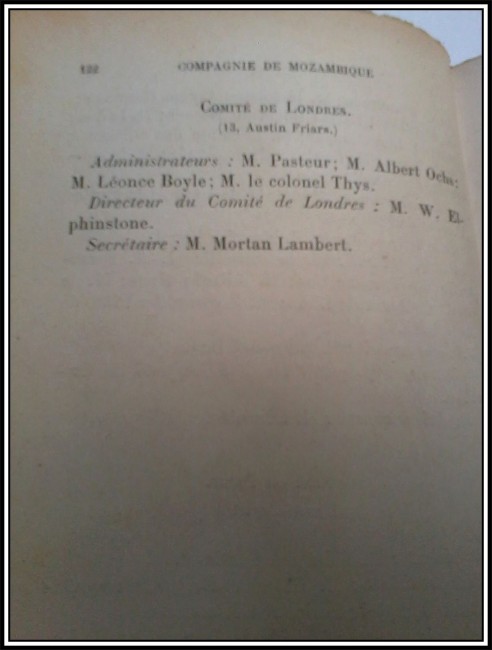 122 COMPAGNIE DE MOZAMBIQUE
COMITÉ DE LONDRES.
(13, Austin Friars.)
Administrateurs : M. Pasteur; M. Albert Ochs;
M. Léonce Boyle; M. le colonel Thys.
Directeur du Comité de Londres : M. W. El-
phinstone.
Secrétaire : M. Mortan Lambert.